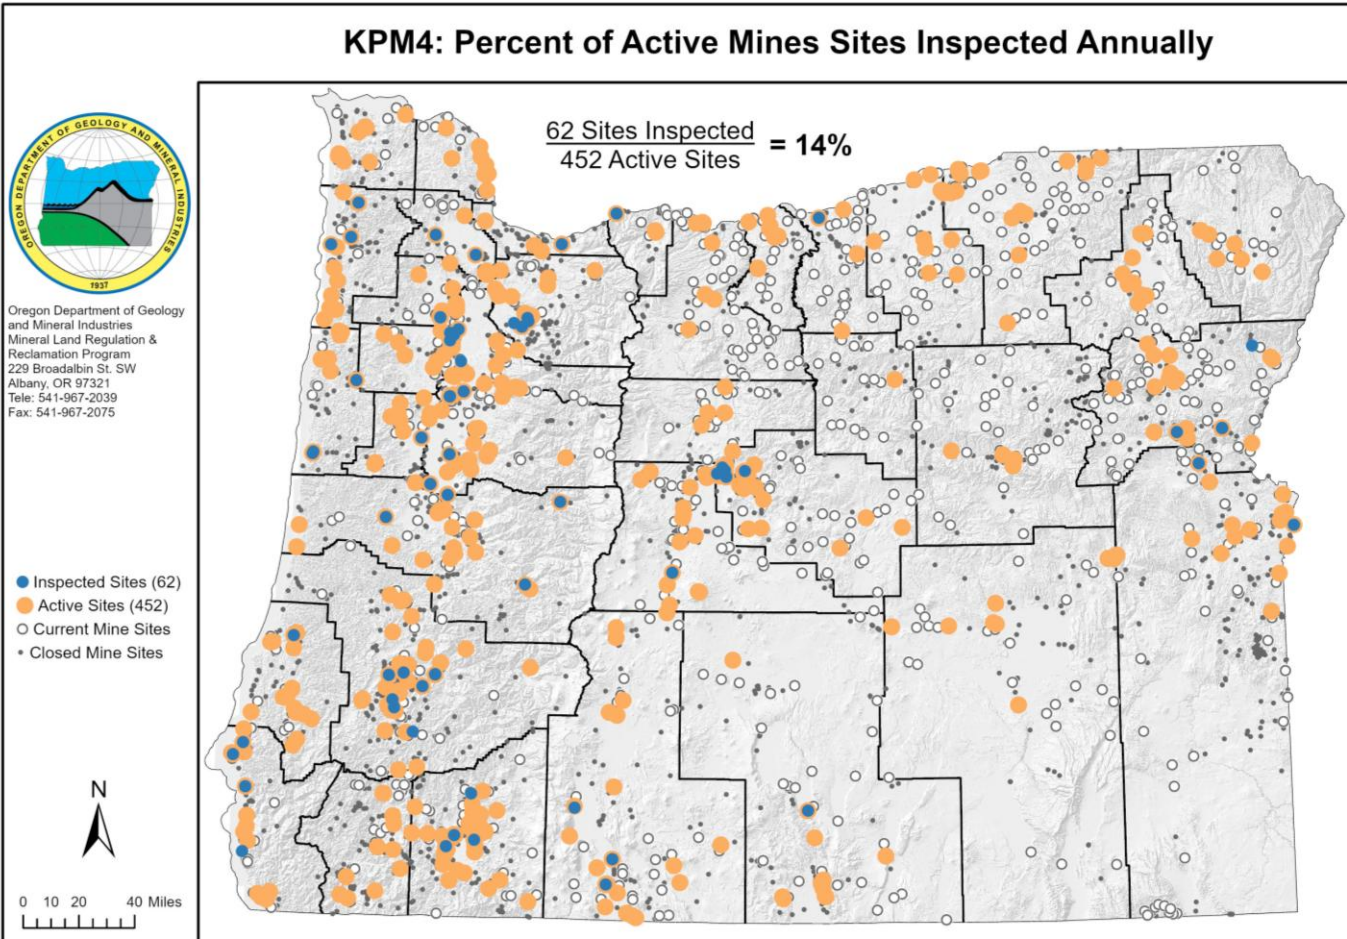 KPM4: Percent of Active Mines Sites Inspected Annually
62 Sites Inspected
452 Active Sites
= 14%
OREGON DEPARTMENT OF GEOLOGY AND MINERAL INDUSTRIES
1937
Oregon Department of Geology
and Mineral Industries
Mineral Land Regulation &
Reclamation Program
229 Broadalbin St. SW
Albany, OR 97321
Tele: 541-967-2039
Fax: 541-967-2075
Inspected Sites (62)
Active Sites (452)
Current Mine Sites
Closed Mine Sites
N
0 10 20 40 Miles